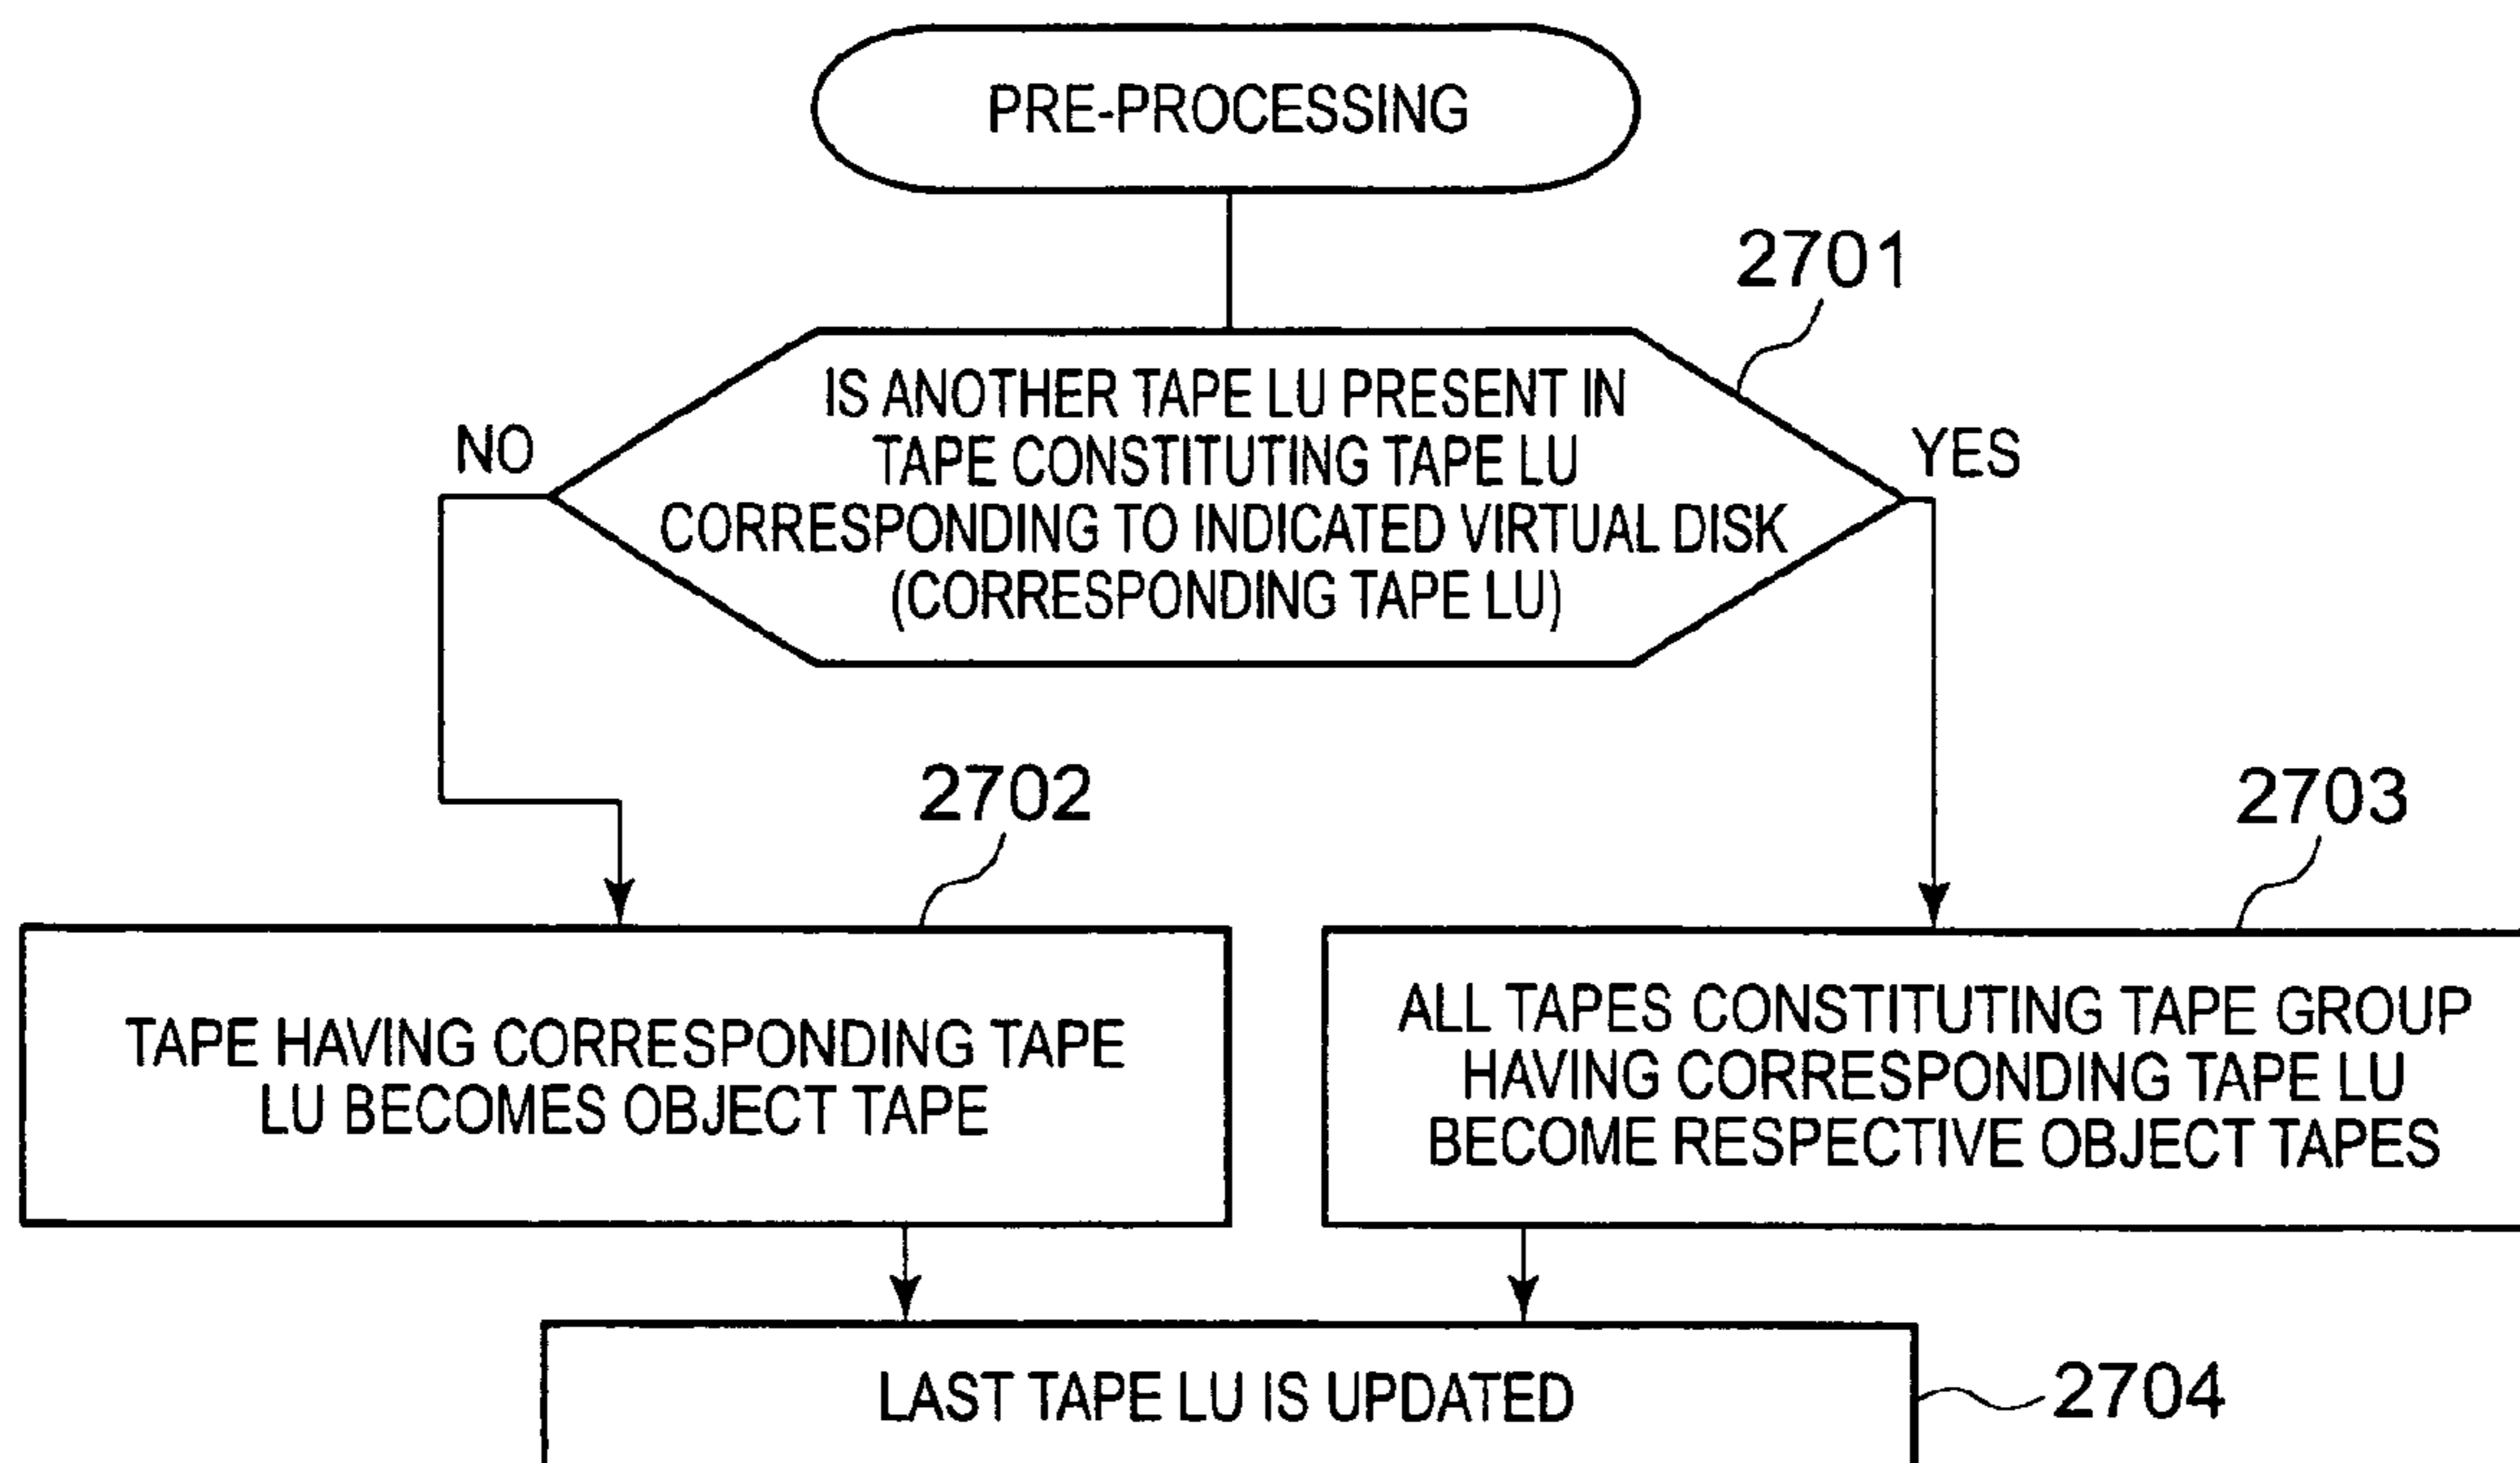 PRE-PROCESSING
2701
IS ANOTHER TAPE LU PRESENT IN
TAPE CONSTITUTING TAPE LU
CORRESPONDING TO INDICATED VIRTUAL DISK
(CORRESPONDING TAPE LU)
NO
YES
2702
2703
TAPE HAVING CORRESPONDING TAPE
LU BECOMES OBJECT TAPE
ALL TAPES CONSTITUTING TAPE GROUP
HAVING CORRESPONDING TAPE LU
BECOME RESPECTIVE OBJECT TAPES
LAST TAPE LU IS UPDATED
2704